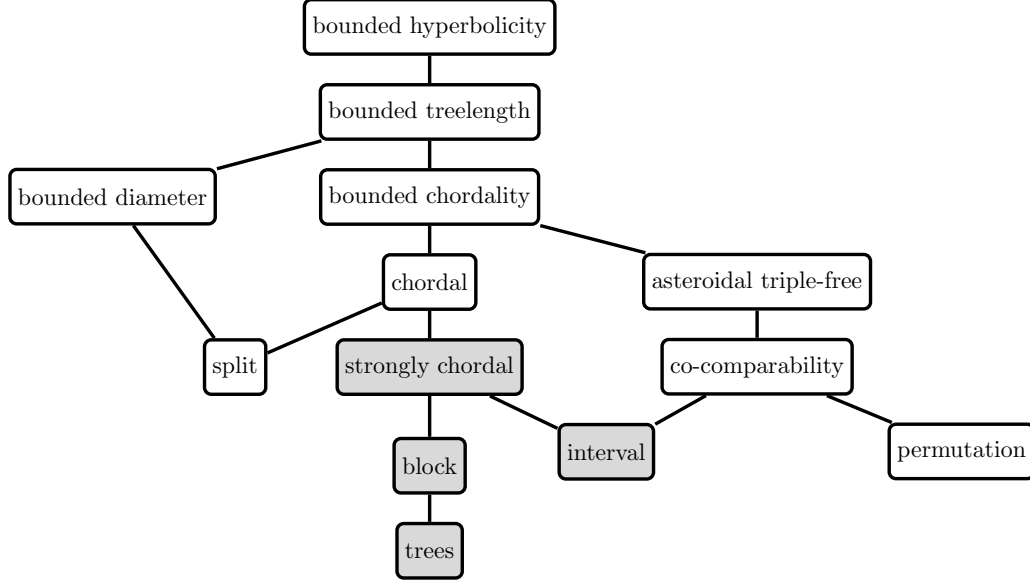 bounded hyperbolicity
bounded treelength
bounded diameter
bounded chordality
chordal
asteroidal triple-free
split
strongly chordal
co-comparability
block
interval
permutation
trees